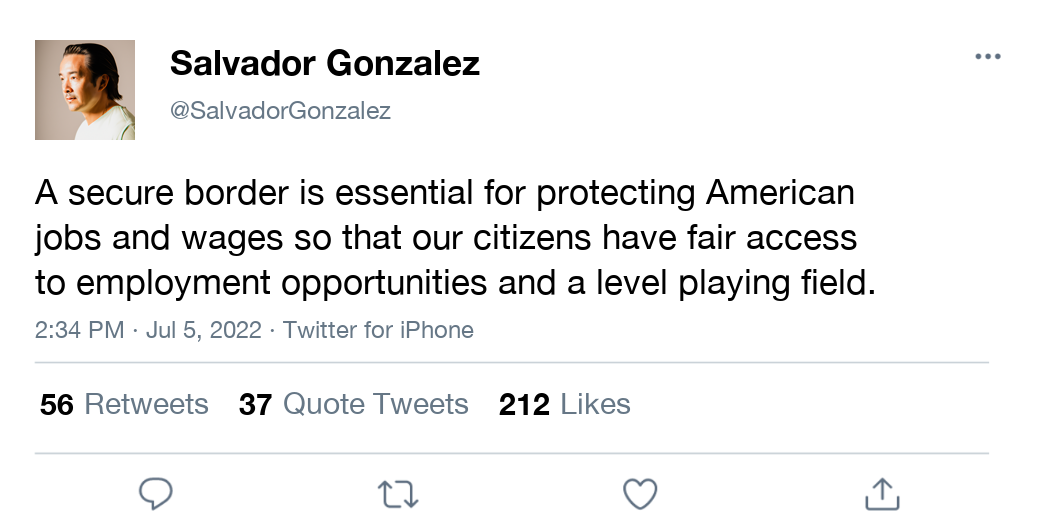 Salvador Gonzalez
@SalvadorGonzalez
A secure border is essential for protecting American
jobs and wages so that our citizens have fair access
to employment opportunities and a level playing field.
2:34 PM · Jul 5, 2022 · Twitter for iPhone
56 Retweets 37 Quote Tweets 212 Likes